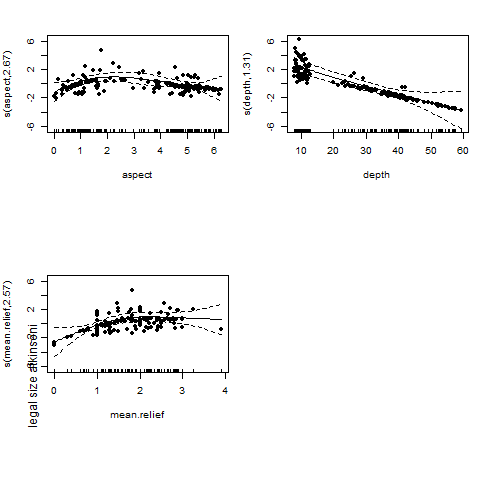 s(aspect,2.67)
6
2
-2
-6
0 1 2 3 4 5 6
aspect
s(depth,1.31)
6
2
-2
-6
10 20 30 40 50 60
depth
s(mean.relief,2.57)
legal size atkinsoni
6
2
0 1 2 3 4
mean.relief